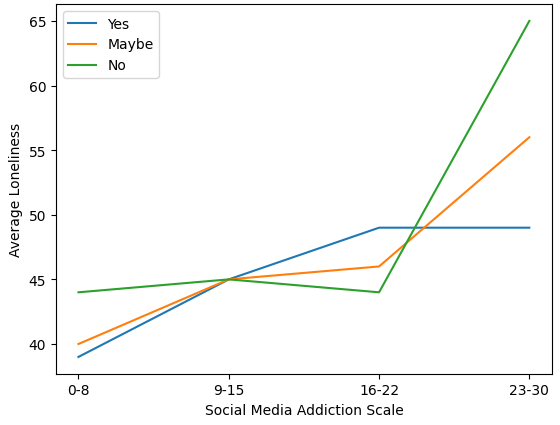 Yes
Maybe
No
65
60
55
50
45
40
Average Loneliness
0-8
9-15
16-22
23-30
Social Media Addiction Scale